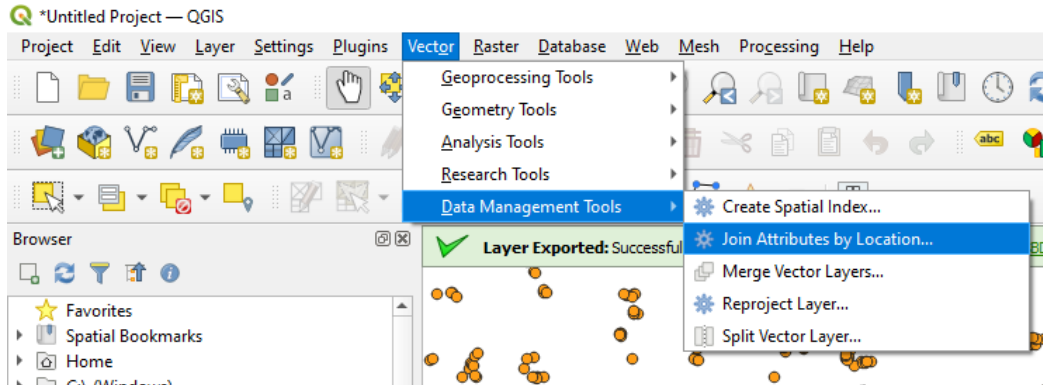 *Untitled Project — QGIS
Project Edit View Layer Settings Plugins Vector Raster Database Web Mesh Processing Help
Geoprocessing Tools
Geometry Tools
Analysis Tools
Research Tools
Data Management Tools
Create Spatial Index...
Join Attributes by Location...
Merge Vector Layers...
Reproject Layer...
Split Vector Layer...
a
abc
Browser
Layer Exported: Successful
Favorites
Spatial Bookmarks
Home
C:\ (Windows)